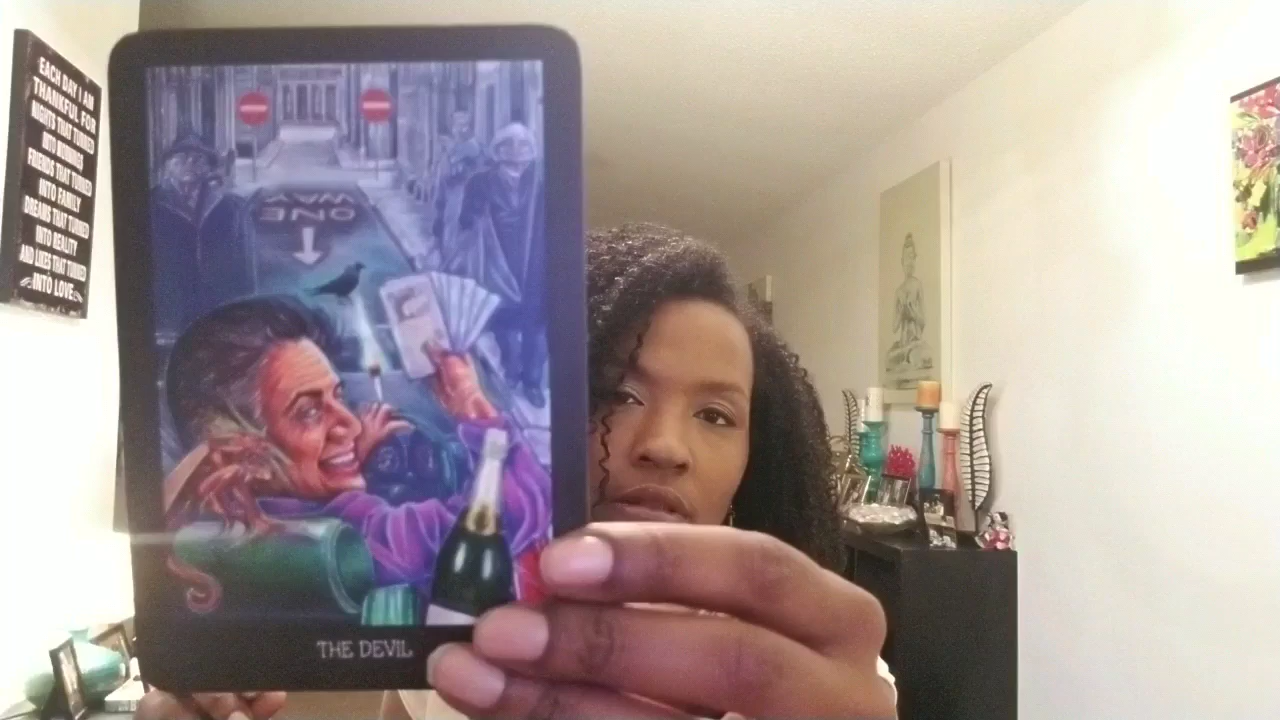 EACH DAY I AM
THANKFUL FOR
NIGHTS THAT TURNED
INTO MORNINGS
FRIENDS THAT TURNED
INTO FAMILY
DREAMS THAT TURNED
INTO REALITY
AND LIKES THAT TURNED
INTO LOVE.
ONE
WAY
THE DEVIL